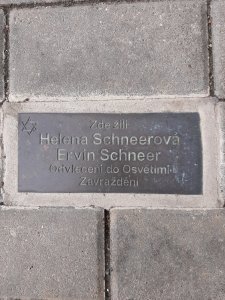 Zde žili
Helena Schneerová
Ervín Schneer
Odvlečeni do Osvětimi
Zavražděni